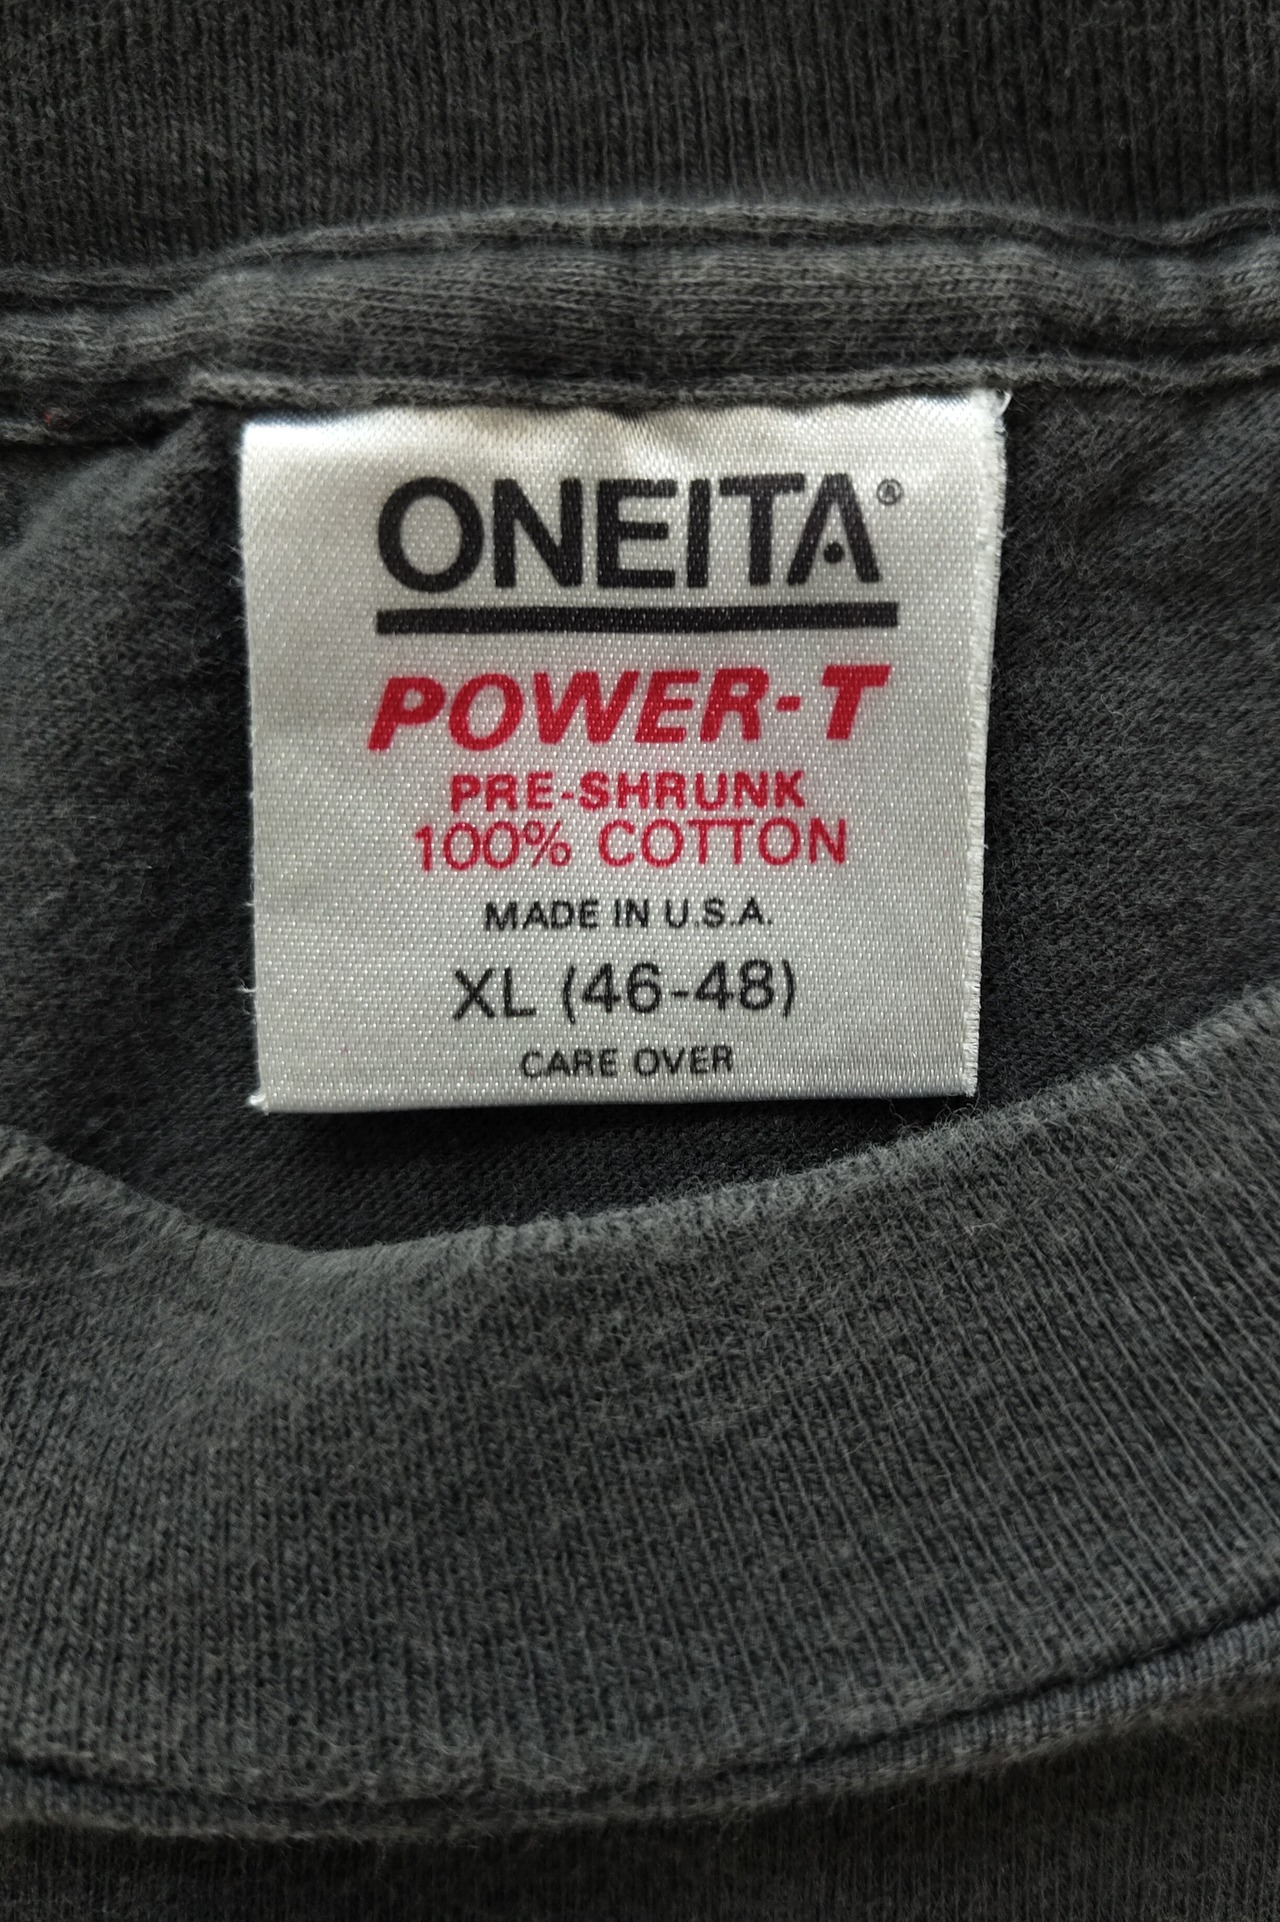 ONEITA®
POWER-T
PRE-SHRUNK
100% COTTON
MADE IN U.S.A.
XL (46-48)
CARE OVER